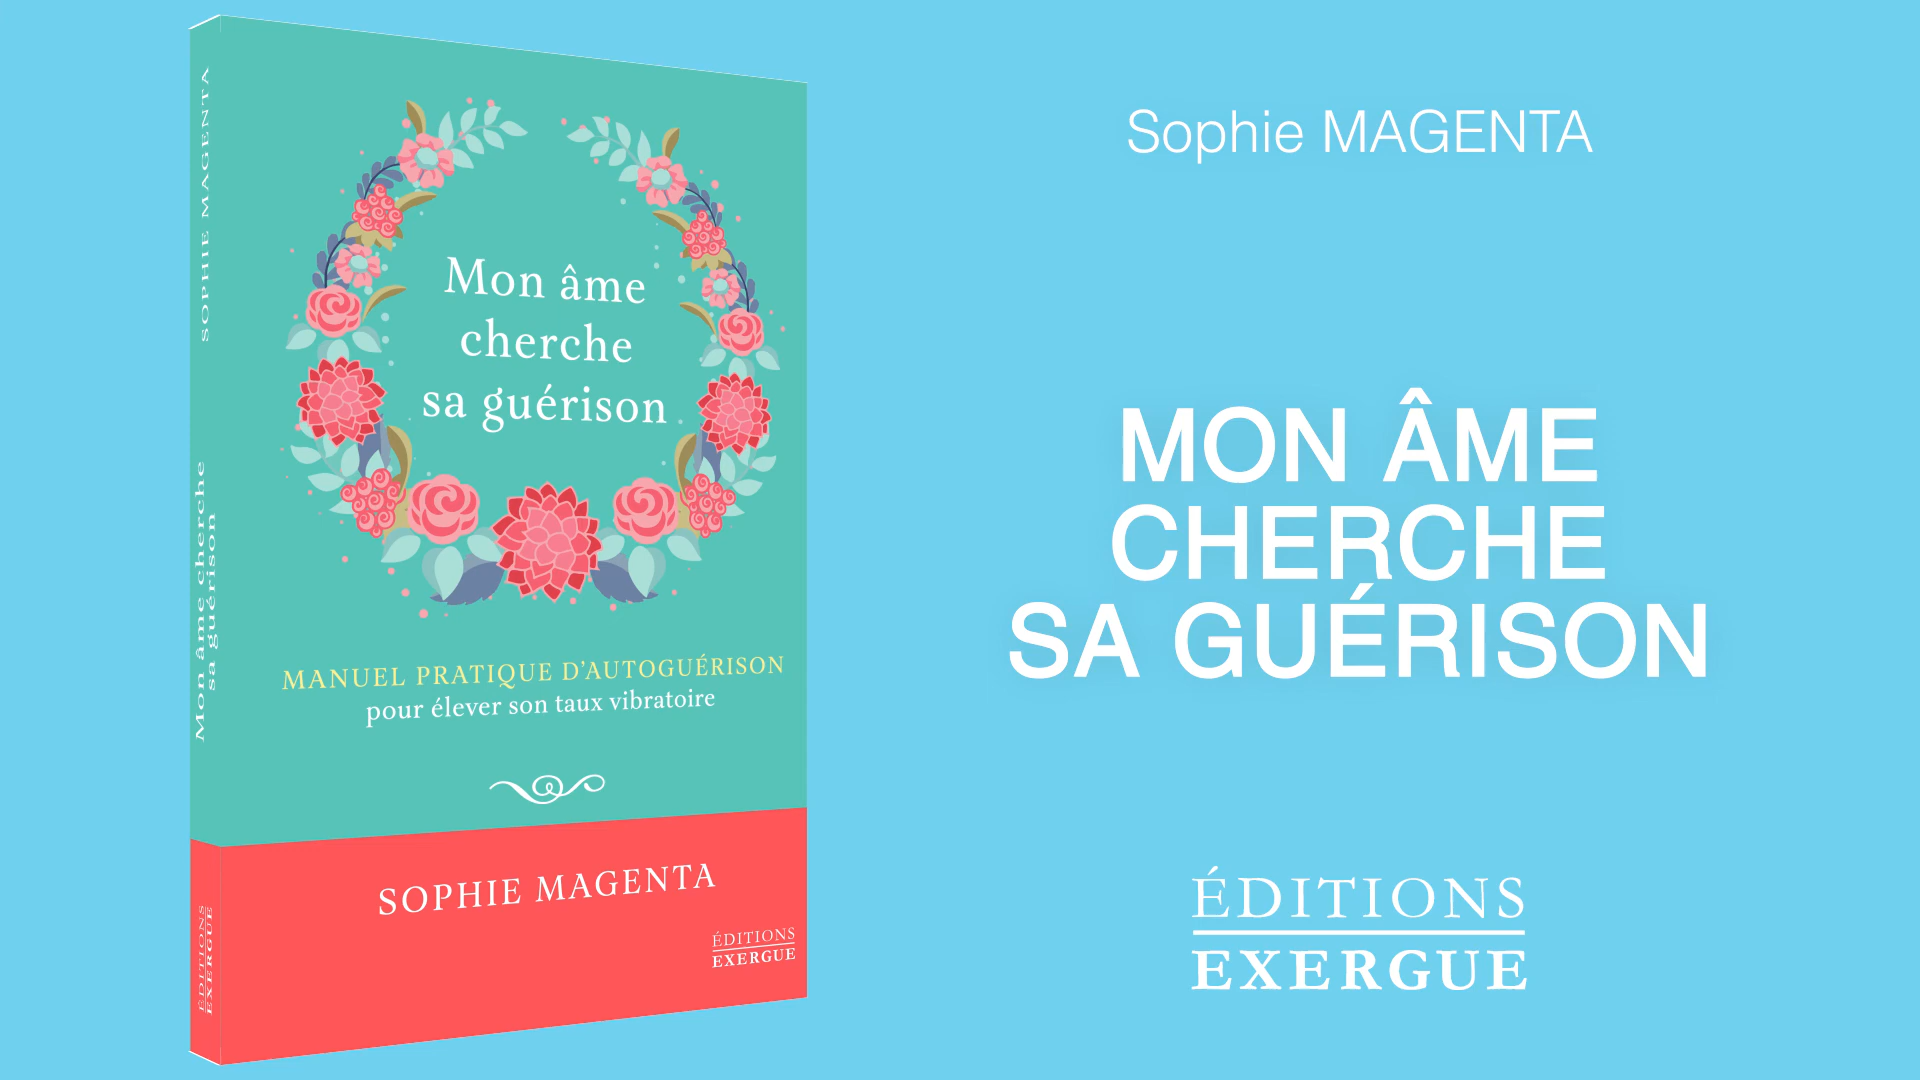 SOPHIE MAGENTA
Mon âme cherche
sa guérison
ÉDITIONS
EXERGUE
Mon âme
cherche
sa guérison
MANUEL PRATIQUE D'AUTOGUÉRISON
pour élever son taux vibratoire
SOPHIE MAGENTA
ÉDITIONS
EXERGUE
Sophie MAGENTA
MON ÂME
CHERCHE
SA GUÉRISON
ÉDITIONS
EXERGUE